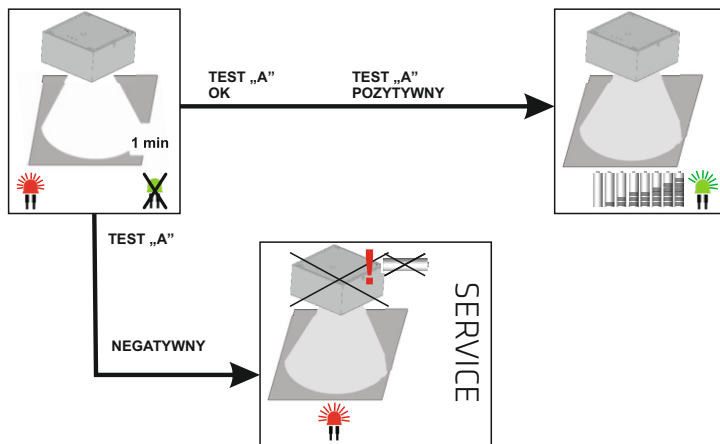 TEST „A” TEST „A”
OK POZYTYWNY
1 min
TEST „A”
NEGATYWNY
SERVICE